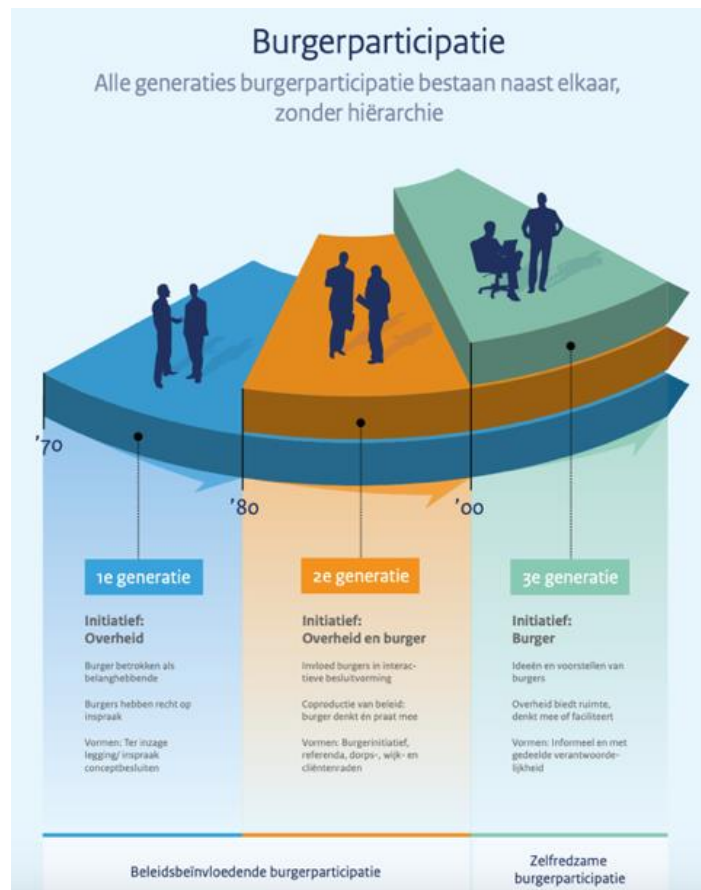 Burgerparticipatie
Alle generaties burgerparticipatie bestaan naast elkaar,
zonder hiërarchie
'70
'80
'00
1e generatie
Initiatief:
Overheid
Burger betrokken als
belanghebbende
Burgers hebben recht op
inspraak
Vormen: Ter inzage
legging/ inspraak
conceptbesluiten
2e generatie
Initiatief:
Overheid en burger
Invloed burgers in interac-
tieve besluitvorming
Coproductie van beleid:
burger denkt én praat mee
Vormen: Burgerinitiatief,
referenda, dorps-, wijk- en
cliëntenraden
3e generatie
Initiatief:
Burger
Ideeën en voorstellen van
burgers
Overheid biedt ruimte,
denkt mee of faciliteert
Vormen: Informeel en met
gedeelde verantwoorde-
lijkheid
Beleidsbeïnvloedende burgerparticipatie
Zelfredzame
burgerparticipatie